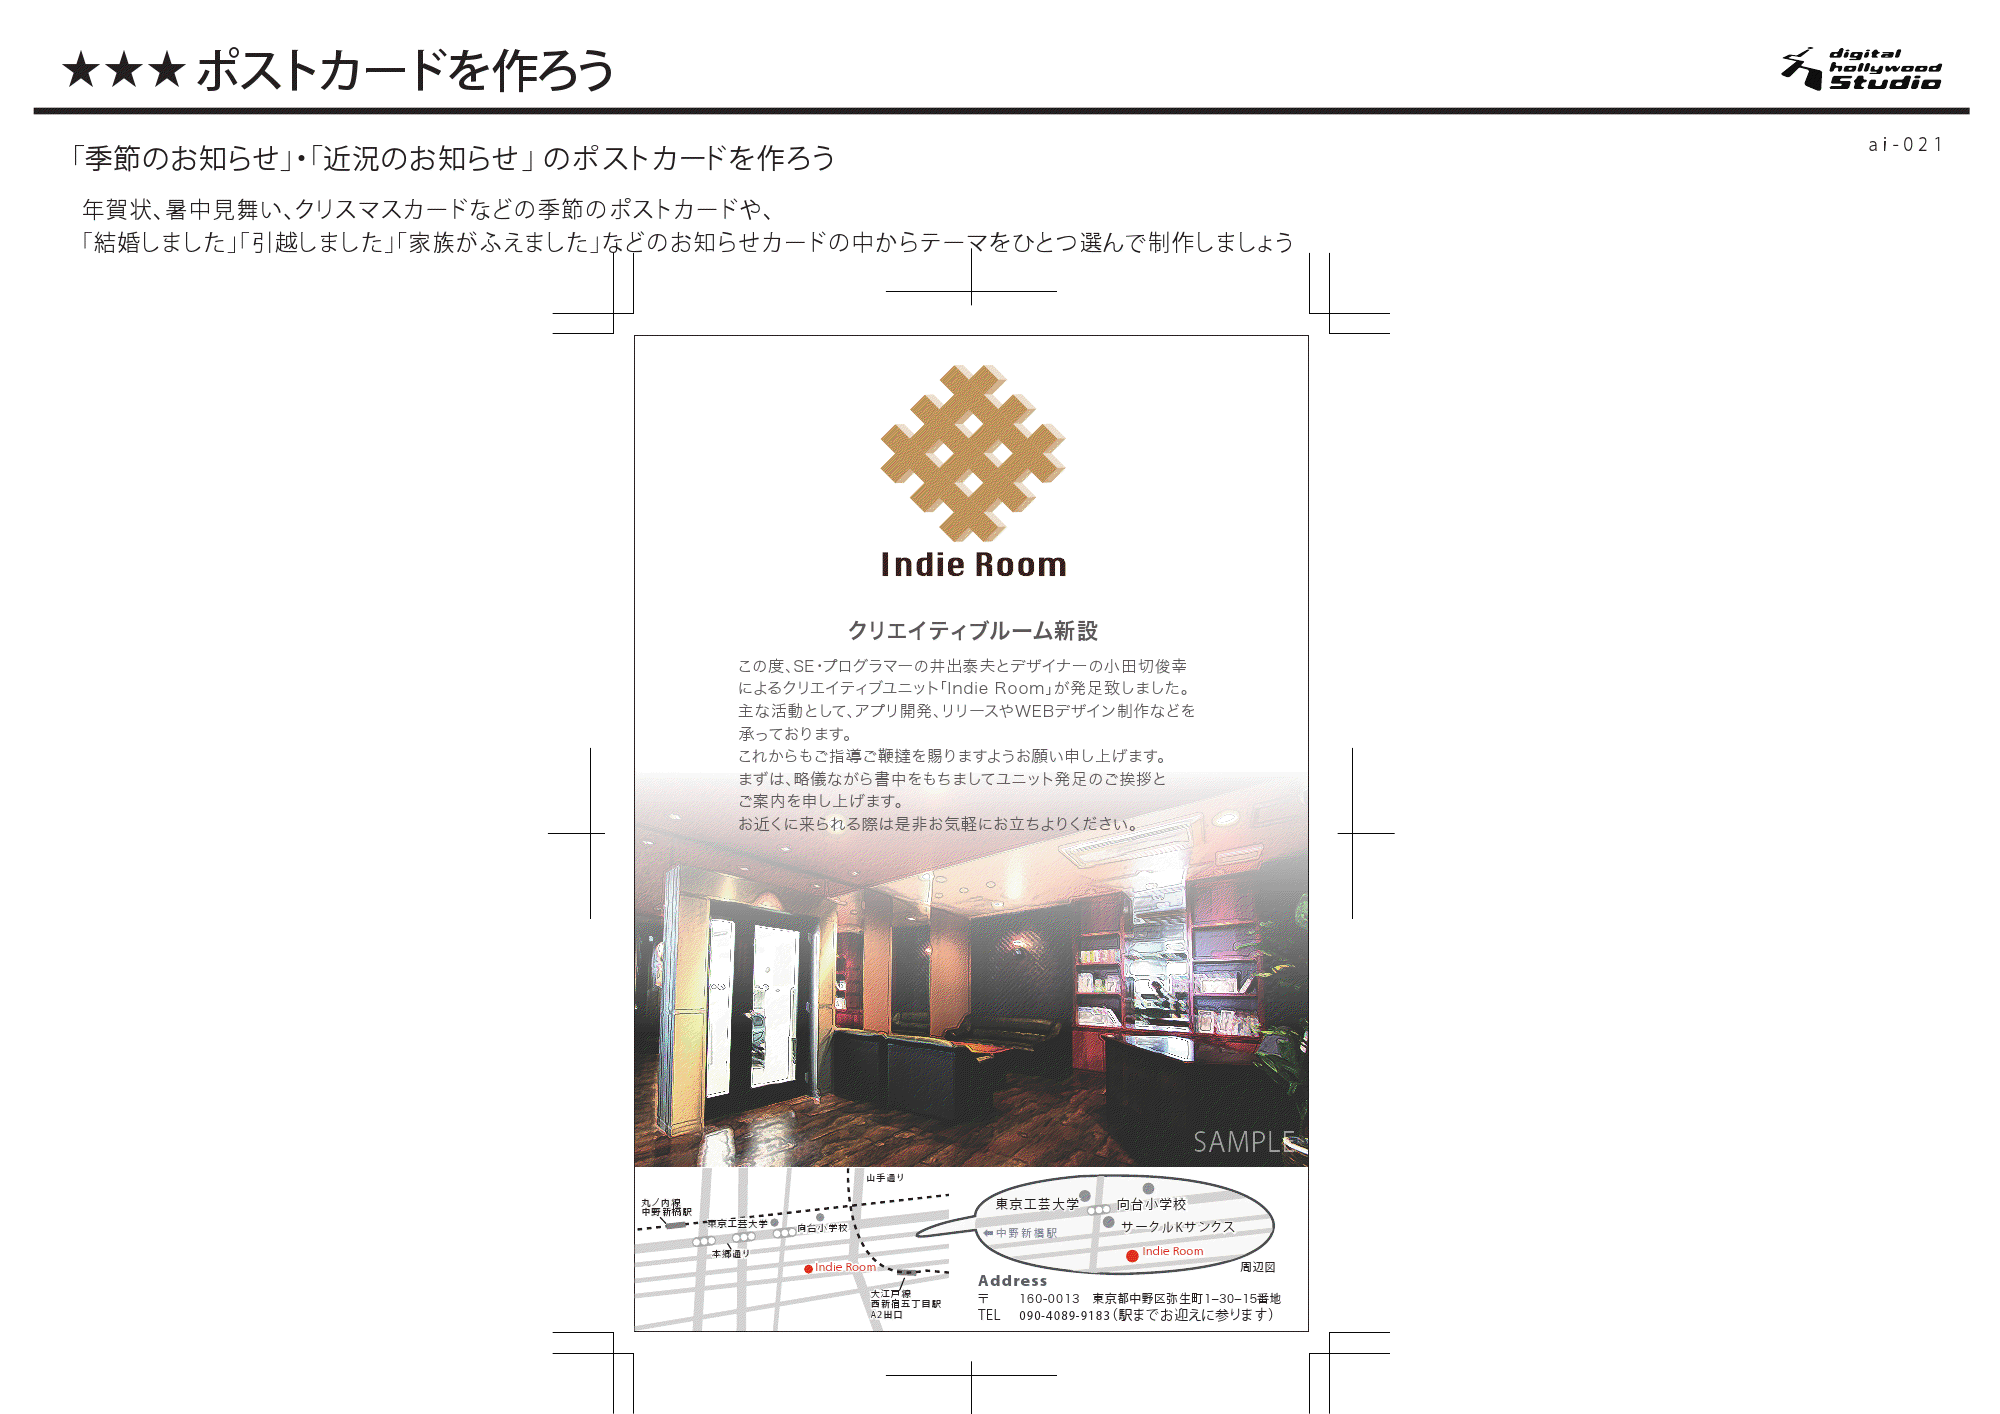 ★★★ポストカードを作ろう
digital
hollywood
Studio
ai-021
「季節のお知らせ」・「近況のお知らせ」のポストカードを作ろう
年賀状、暑中見舞い、クリスマスカードなどの季節のポストカードや、
「結婚しました」「引越しました」「家族がふえました」などのお知らせカードの中からテーマをひとつ選んで制作しましょう
Indie Room
クリエイティブルーム新設
この度、SE・プログラマーの井出泰夫とデザイナーの小田切俊幸
によるクリエイティブユニット「Indie Room」が発足致しました。
主な活動として、アプリ開発、リリースやWEBデザイン制作などを
承っております。
これからもご指導ご鞭撻を賜りますようお願い申し上げます。
まずは、略儀ながら書中をもちましてユニット発足のご挨拶と
ご案内を申し上げます。
お近くに来られる際は是非お気軽にお立ちよりください。
SAMPLE
山手通り
丸ノ内線
中野新橋駅
東京工芸大学
向台小学校
本郷通り
Indie Room
大江戸線
西新宿五丁目駅
A2出口
東京工芸大学
向台小学校
サークルKサンクス
中野新橋駅
Indie Room
周辺図
Address
〒 160-0013 東京都中野区弥生町1-30-15番地
TEL 090-4089-9183（駅までお迎えに参ります）